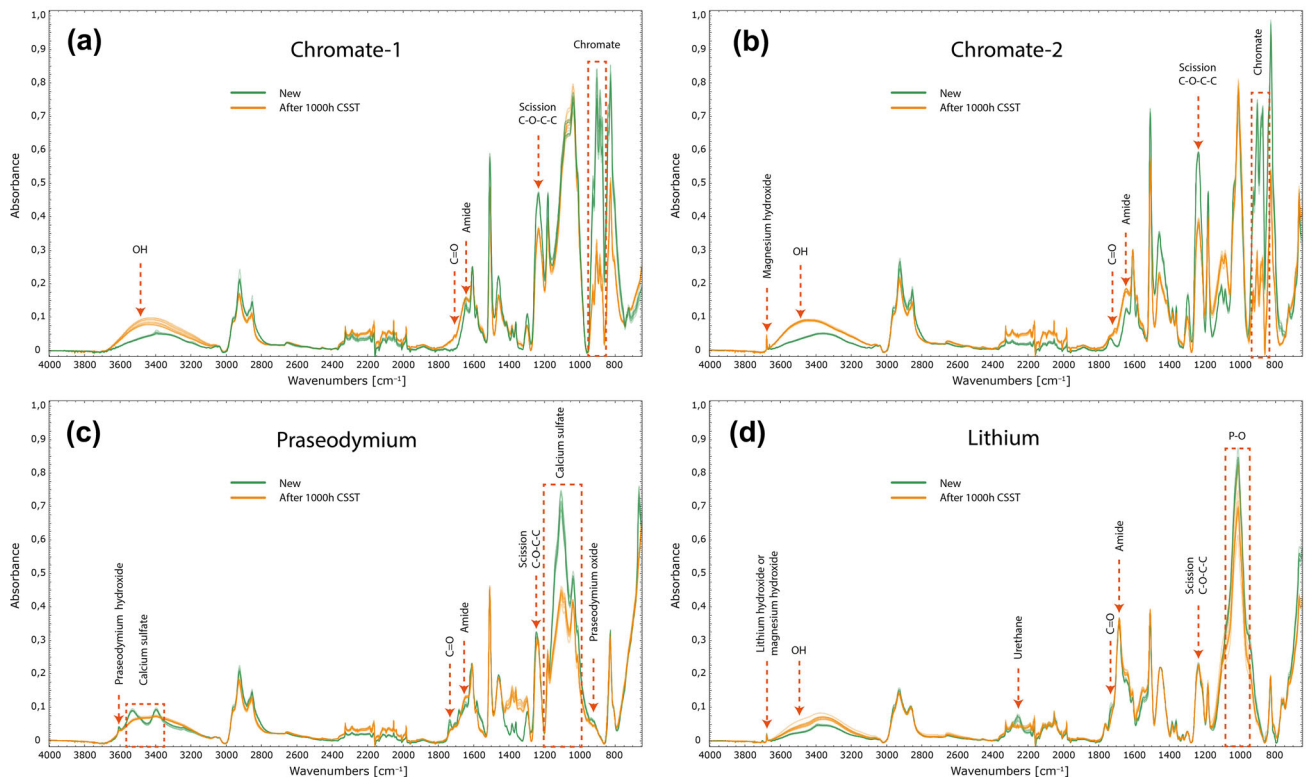 (a)
Chromate-1
New
After 1000h CSST
OH
C=O
Amide
Scission
C-O-C-C
Chromate
Absorbance
1,0
0,9
0,8
0,7
0,6
0,5
0,4
0,3
0,2
0,1
0
4000 3800 3600 3400 3200 3000 2800 2600 2400 2200 2000 1800 1600 1400 1200 1000 800
Wavenumbers [cm⁻¹]
(b)
Chromate-2
New
After 1000h CSST
Magnesium hydroxide
OH
C=O
Amide
Scission
C-O-C-C
Chromate
Absorbance
1,0
0,9
0,8
0,7
0,6
0,5
0,4
0,3
0,2
0,1
0
4000 3800 3600 3400 3200 3000 2800 2600 2400 2200 2000 1800 1600 1400 1200 1000 800
Wavenumbers [cm⁻¹]
(c)
Praseodymium
New
After 1000h CSST
Praseodymium hydroxide
Calcium sulfate
C=O
Amide
Scission
C-O-C-C
Calcium sulfate
Praseodymium oxide
Absorbance
1,0
0,9
0,8
0,7
0,6
0,5
0,4
0,3
0,2
0,1
0
4000 3800 3600 3400 3200 3000 2800 2600 2400 2200 2000 1800 1600 1400 1200 1000 800
Wavenumbers [cm⁻¹]
(d)
Lithium
New
After 1000h CSST
Lithium hydroxide or
magnesium hydroxide
OH
Urethane
C=O
Amide
Scission
C-O-C-C
P-O
Absorbance
1,0
0,9
0,8
0,7
0,6
0,5
0,4
0,3
0,2
0,1
0
4000 3800 3600 3400 3200 3000 2800 2600 2400 2200 2000 1800 1600 1400 1200 1000 800
Wavenumbers [cm⁻¹]